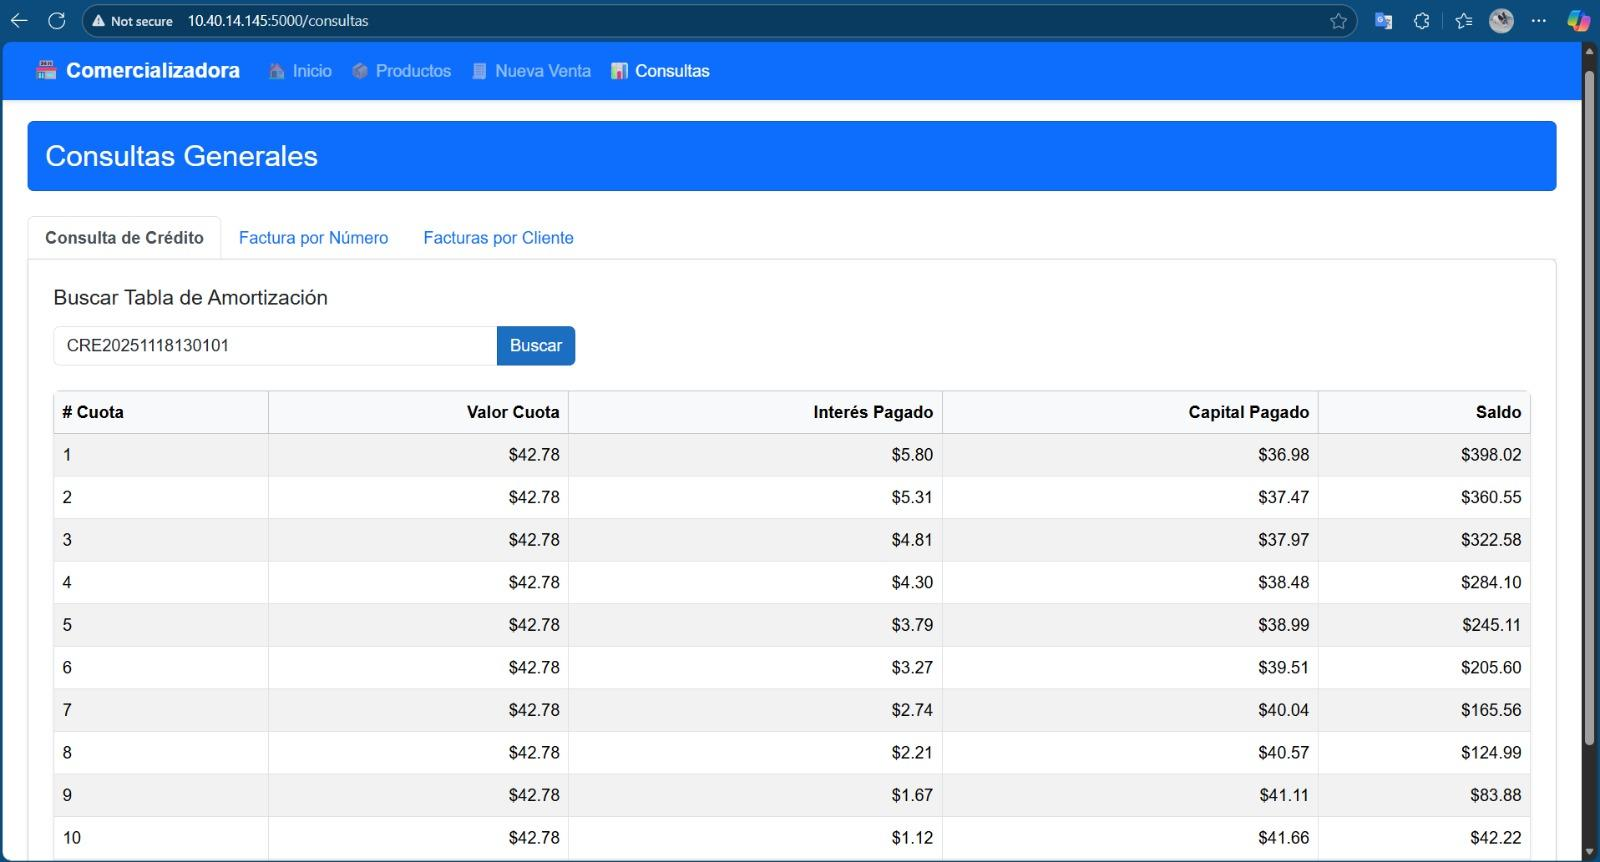 Not secure 10.40.14.145:5000/consultas
Comercializadora Inicio Productos Nueva Venta Consultas
Consultas Generales
Consulta de Crédito Factura por Número Facturas por Cliente
Buscar Tabla de Amortización
CRE20251118130101 Buscar
# Cuota Valor Cuota Interés Pagado Capital Pagado Saldo
1 $42.78 $5.80 $36.98 $398.02
2 $42.78 $5.31 $37.47 $360.55
3 $42.78 $4.81 $37.97 $322.58
4 $42.78 $4.30 $38.48 $284.10
5 $42.78 $3.79 $38.99 $245.11
6 $42.78 $3.27 $39.51 $205.60
7 $42.78 $2.74 $40.04 $165.56
8 $42.78 $2.21 $40.57 $124.99
9 $42.78 $1.67 $41.11 $83.88
10 $42.78 $1.12 $41.66 $42.22